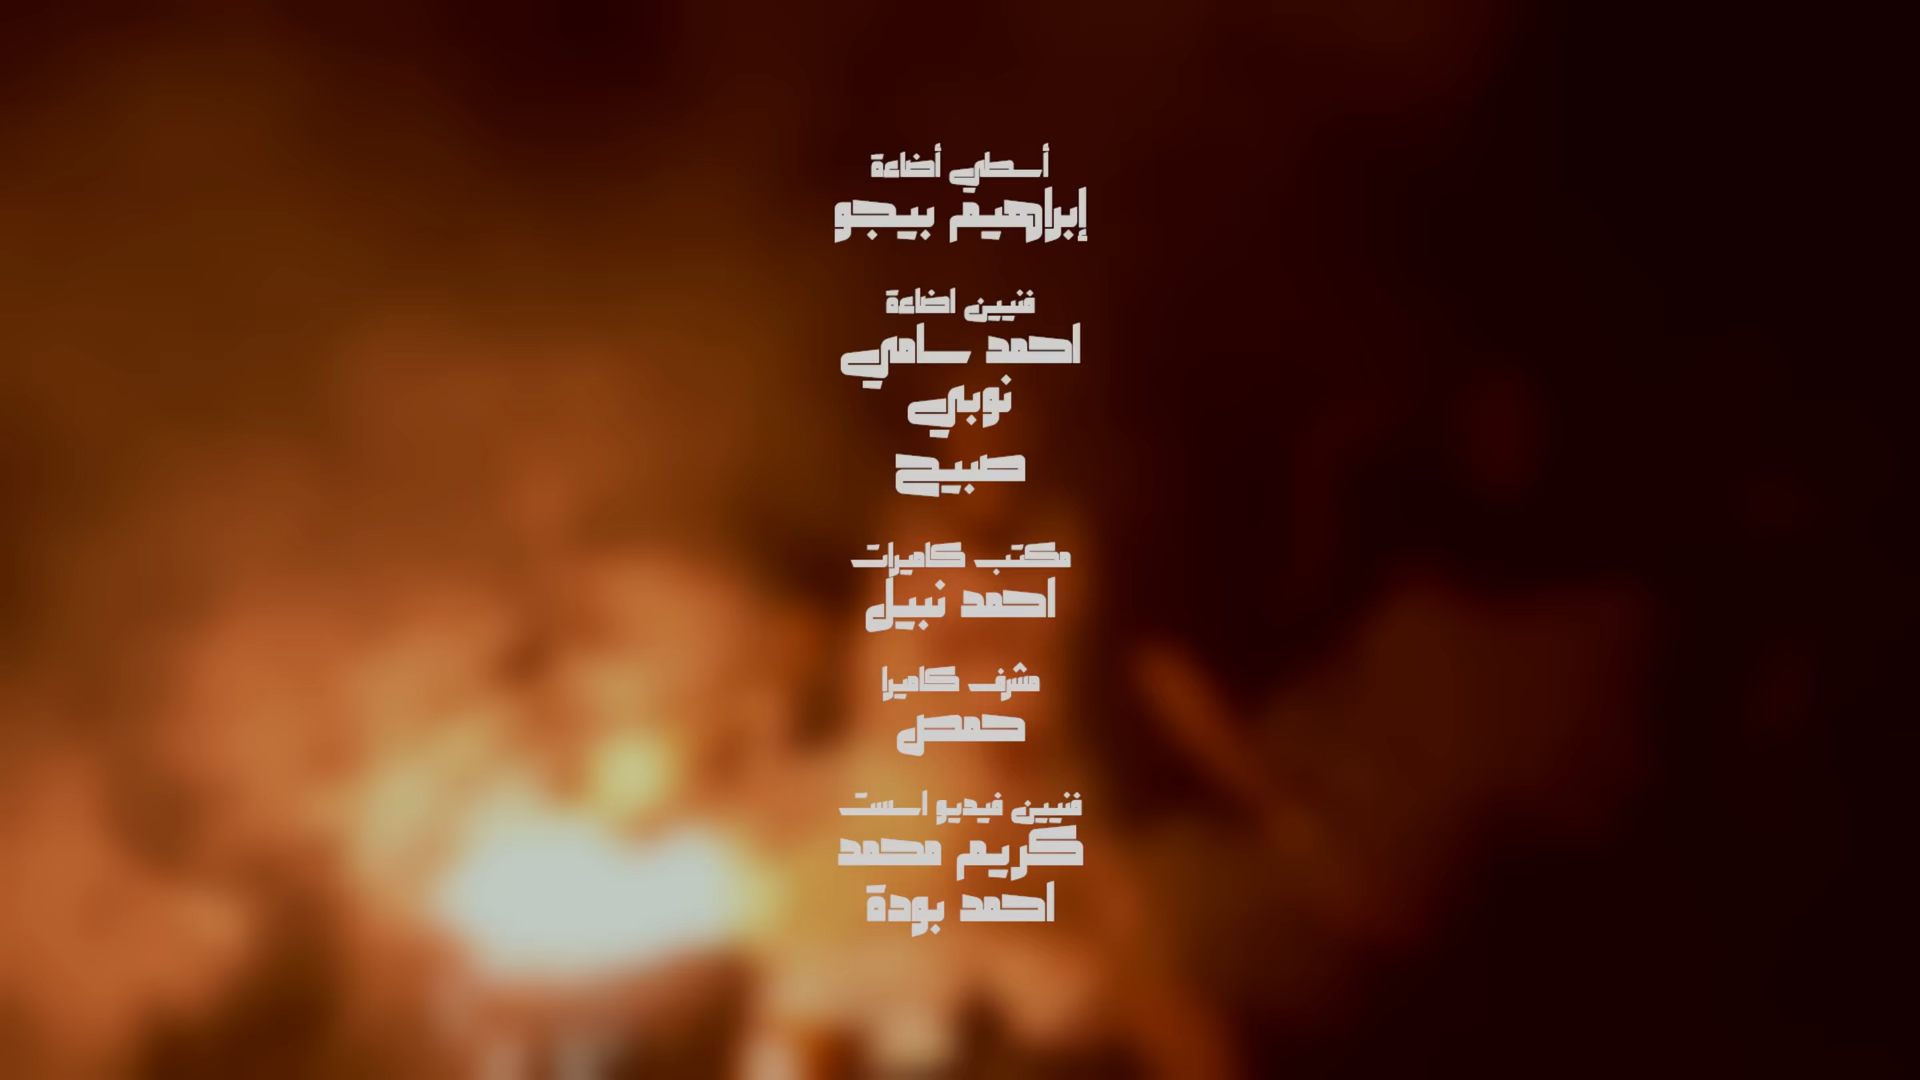 أسطي أضاءة
إبراهيم بيجو
فنيين اضاءة
احمد سامي
نوبي
صبيح
مكتب كاميرات
احمد نبيل
مشرف كاميرا
حمص
فنيين فيديو اسست
كريم محمد
احمد بودة